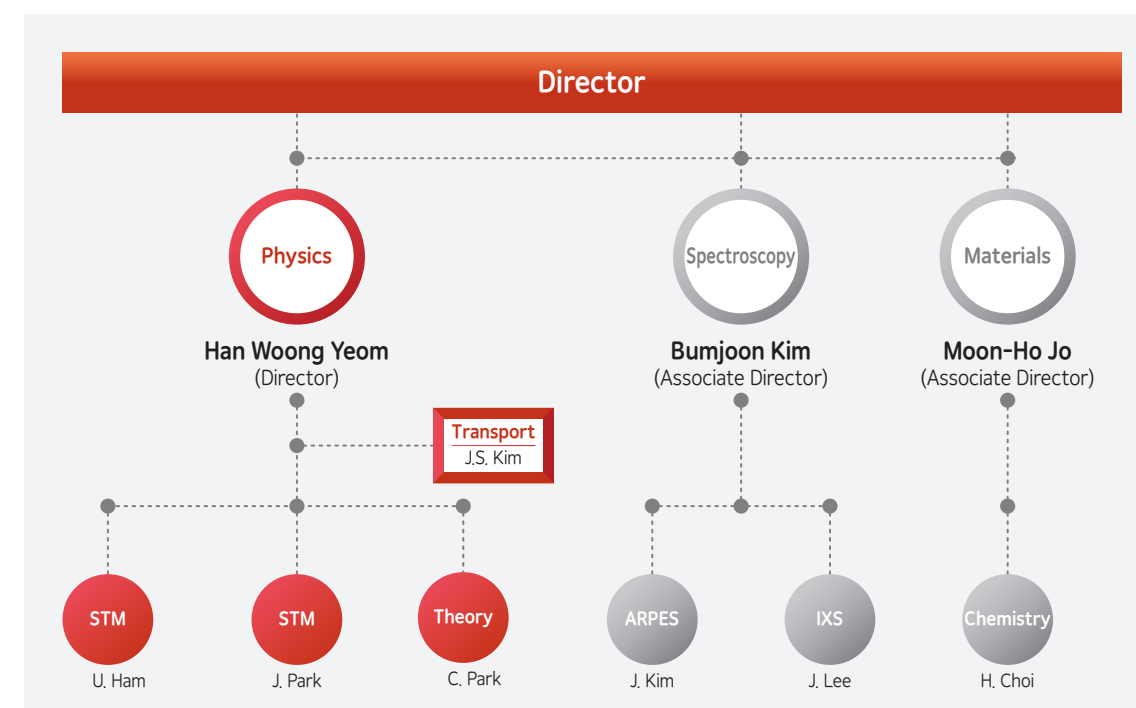 Director
Physics
Spectroscopy
Materials
Han Woong Yeom
(Director)
Bumjoon Kim
(Associate Director)
Moon-Ho Jo
(Associate Director)
Transport
J.S. Kim
STM
STM
Theory
ARPES
IXS
Chemistry
U. Ham
J. Park
C. Park
J. Kim
J. Lee
H. Choi